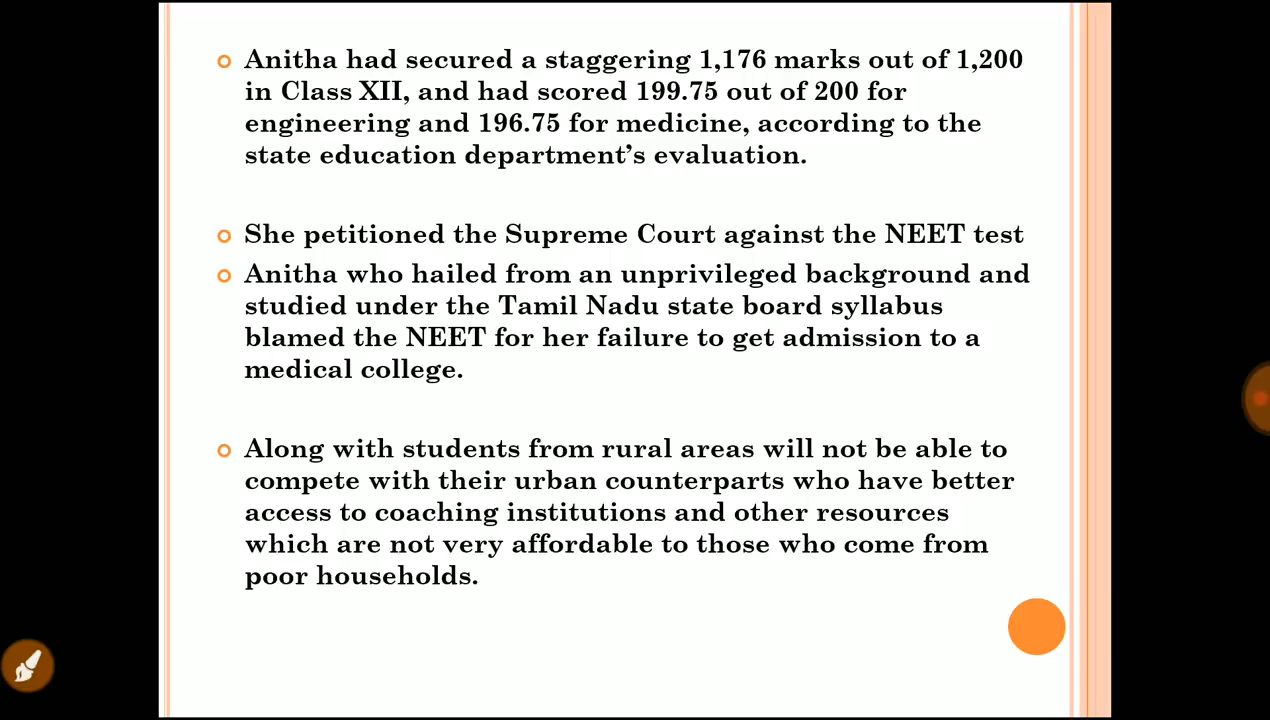 Anitha had secured a staggering 1,176 marks out of 1,200
in Class XII, and had scored 199.75 out of 200 for
engineering and 196.75 for medicine, according to the
state education department’s evaluation.
She petitioned the Supreme Court against the NEET test
Anitha who hailed from an unprivileged background and
studied under the Tamil Nadu state board syllabus
blamed the NEET for her failure to get admission to a
medical college.
Along with students from rural areas will not be able to
compete with their urban counterparts who have better
access to coaching institutions and other resources
which are not very affordable to those who come from
poor households.